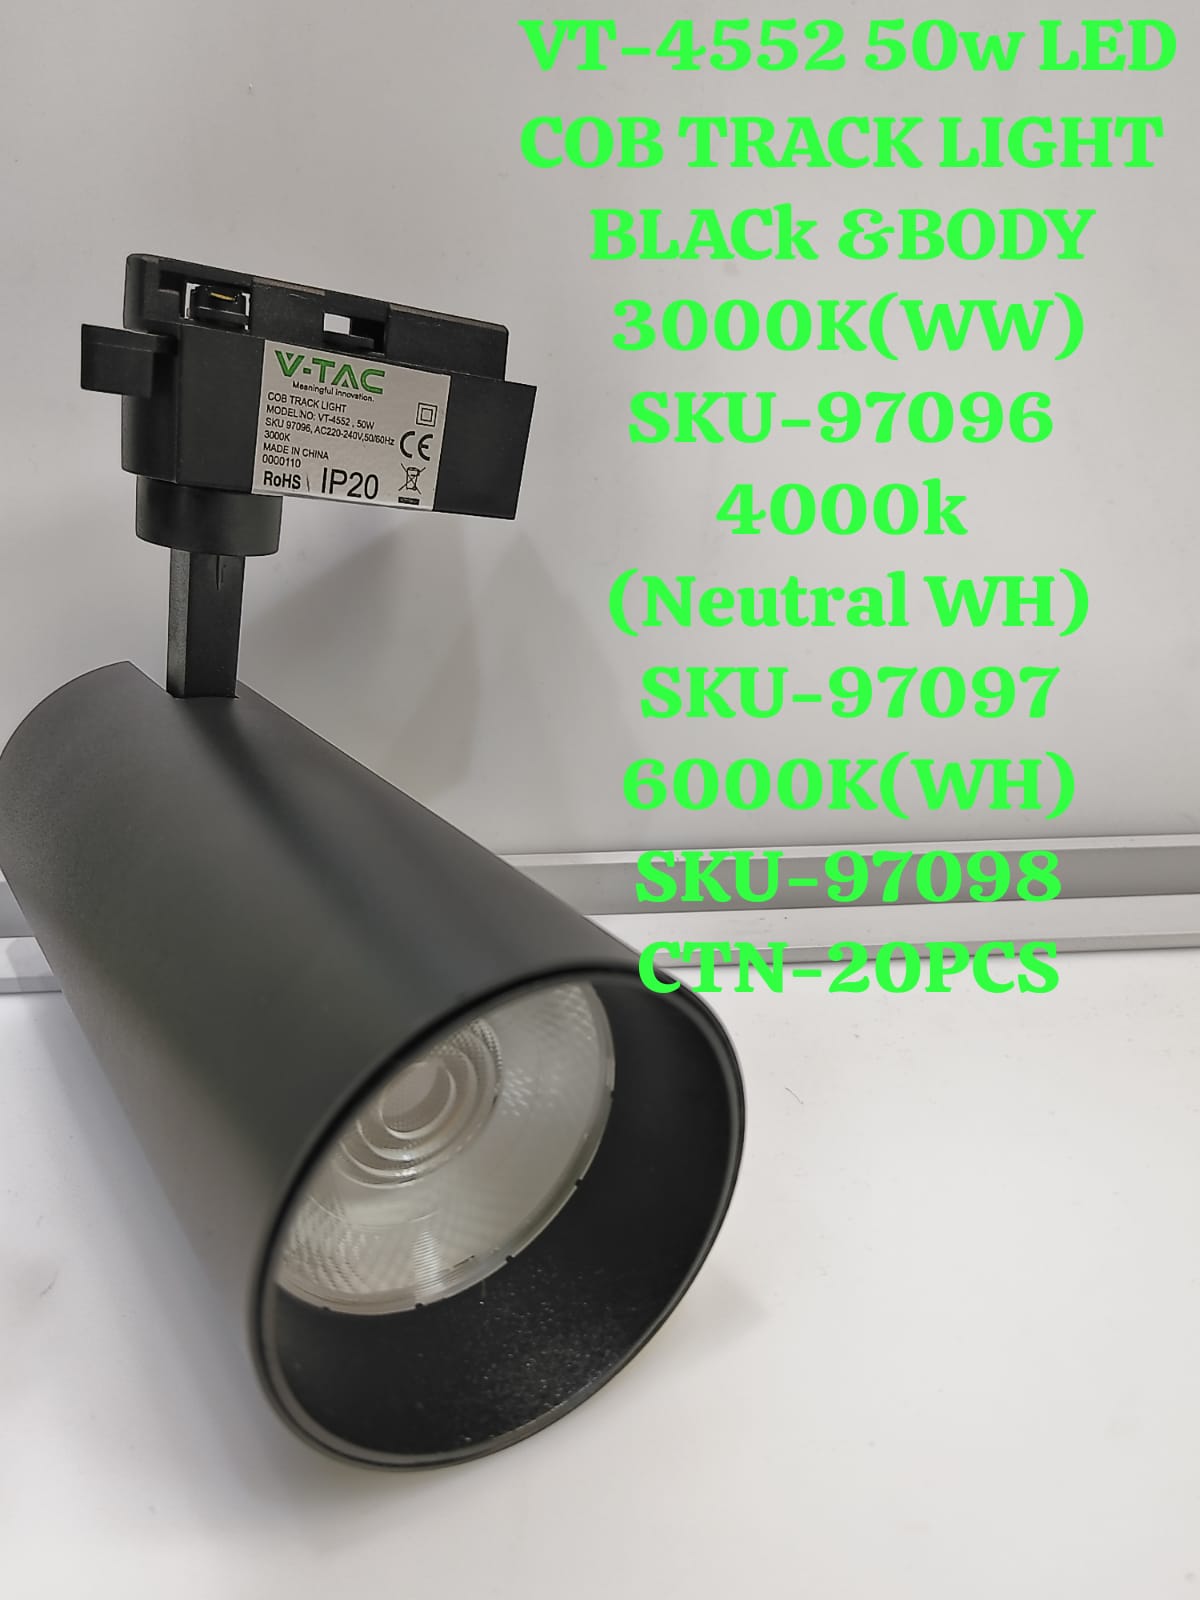 VT-4552 50w LED
COB TRACK LIGHT
BLACk &BODY
3000K(WW)
SKU-97096
4000k
(Neutral WH)
SKU-97097
6000K(WH)
SKU-97098
CTN-20PCS
V-TAC
Meaningful Innovation.
COB TRACK LIGHT
MODEL NO: VT-4552 , 50W
SKU 97096, AC220-240V,50/60Hz
3000K
MADE IN CHINA
0000110
RoHS IP20
CE